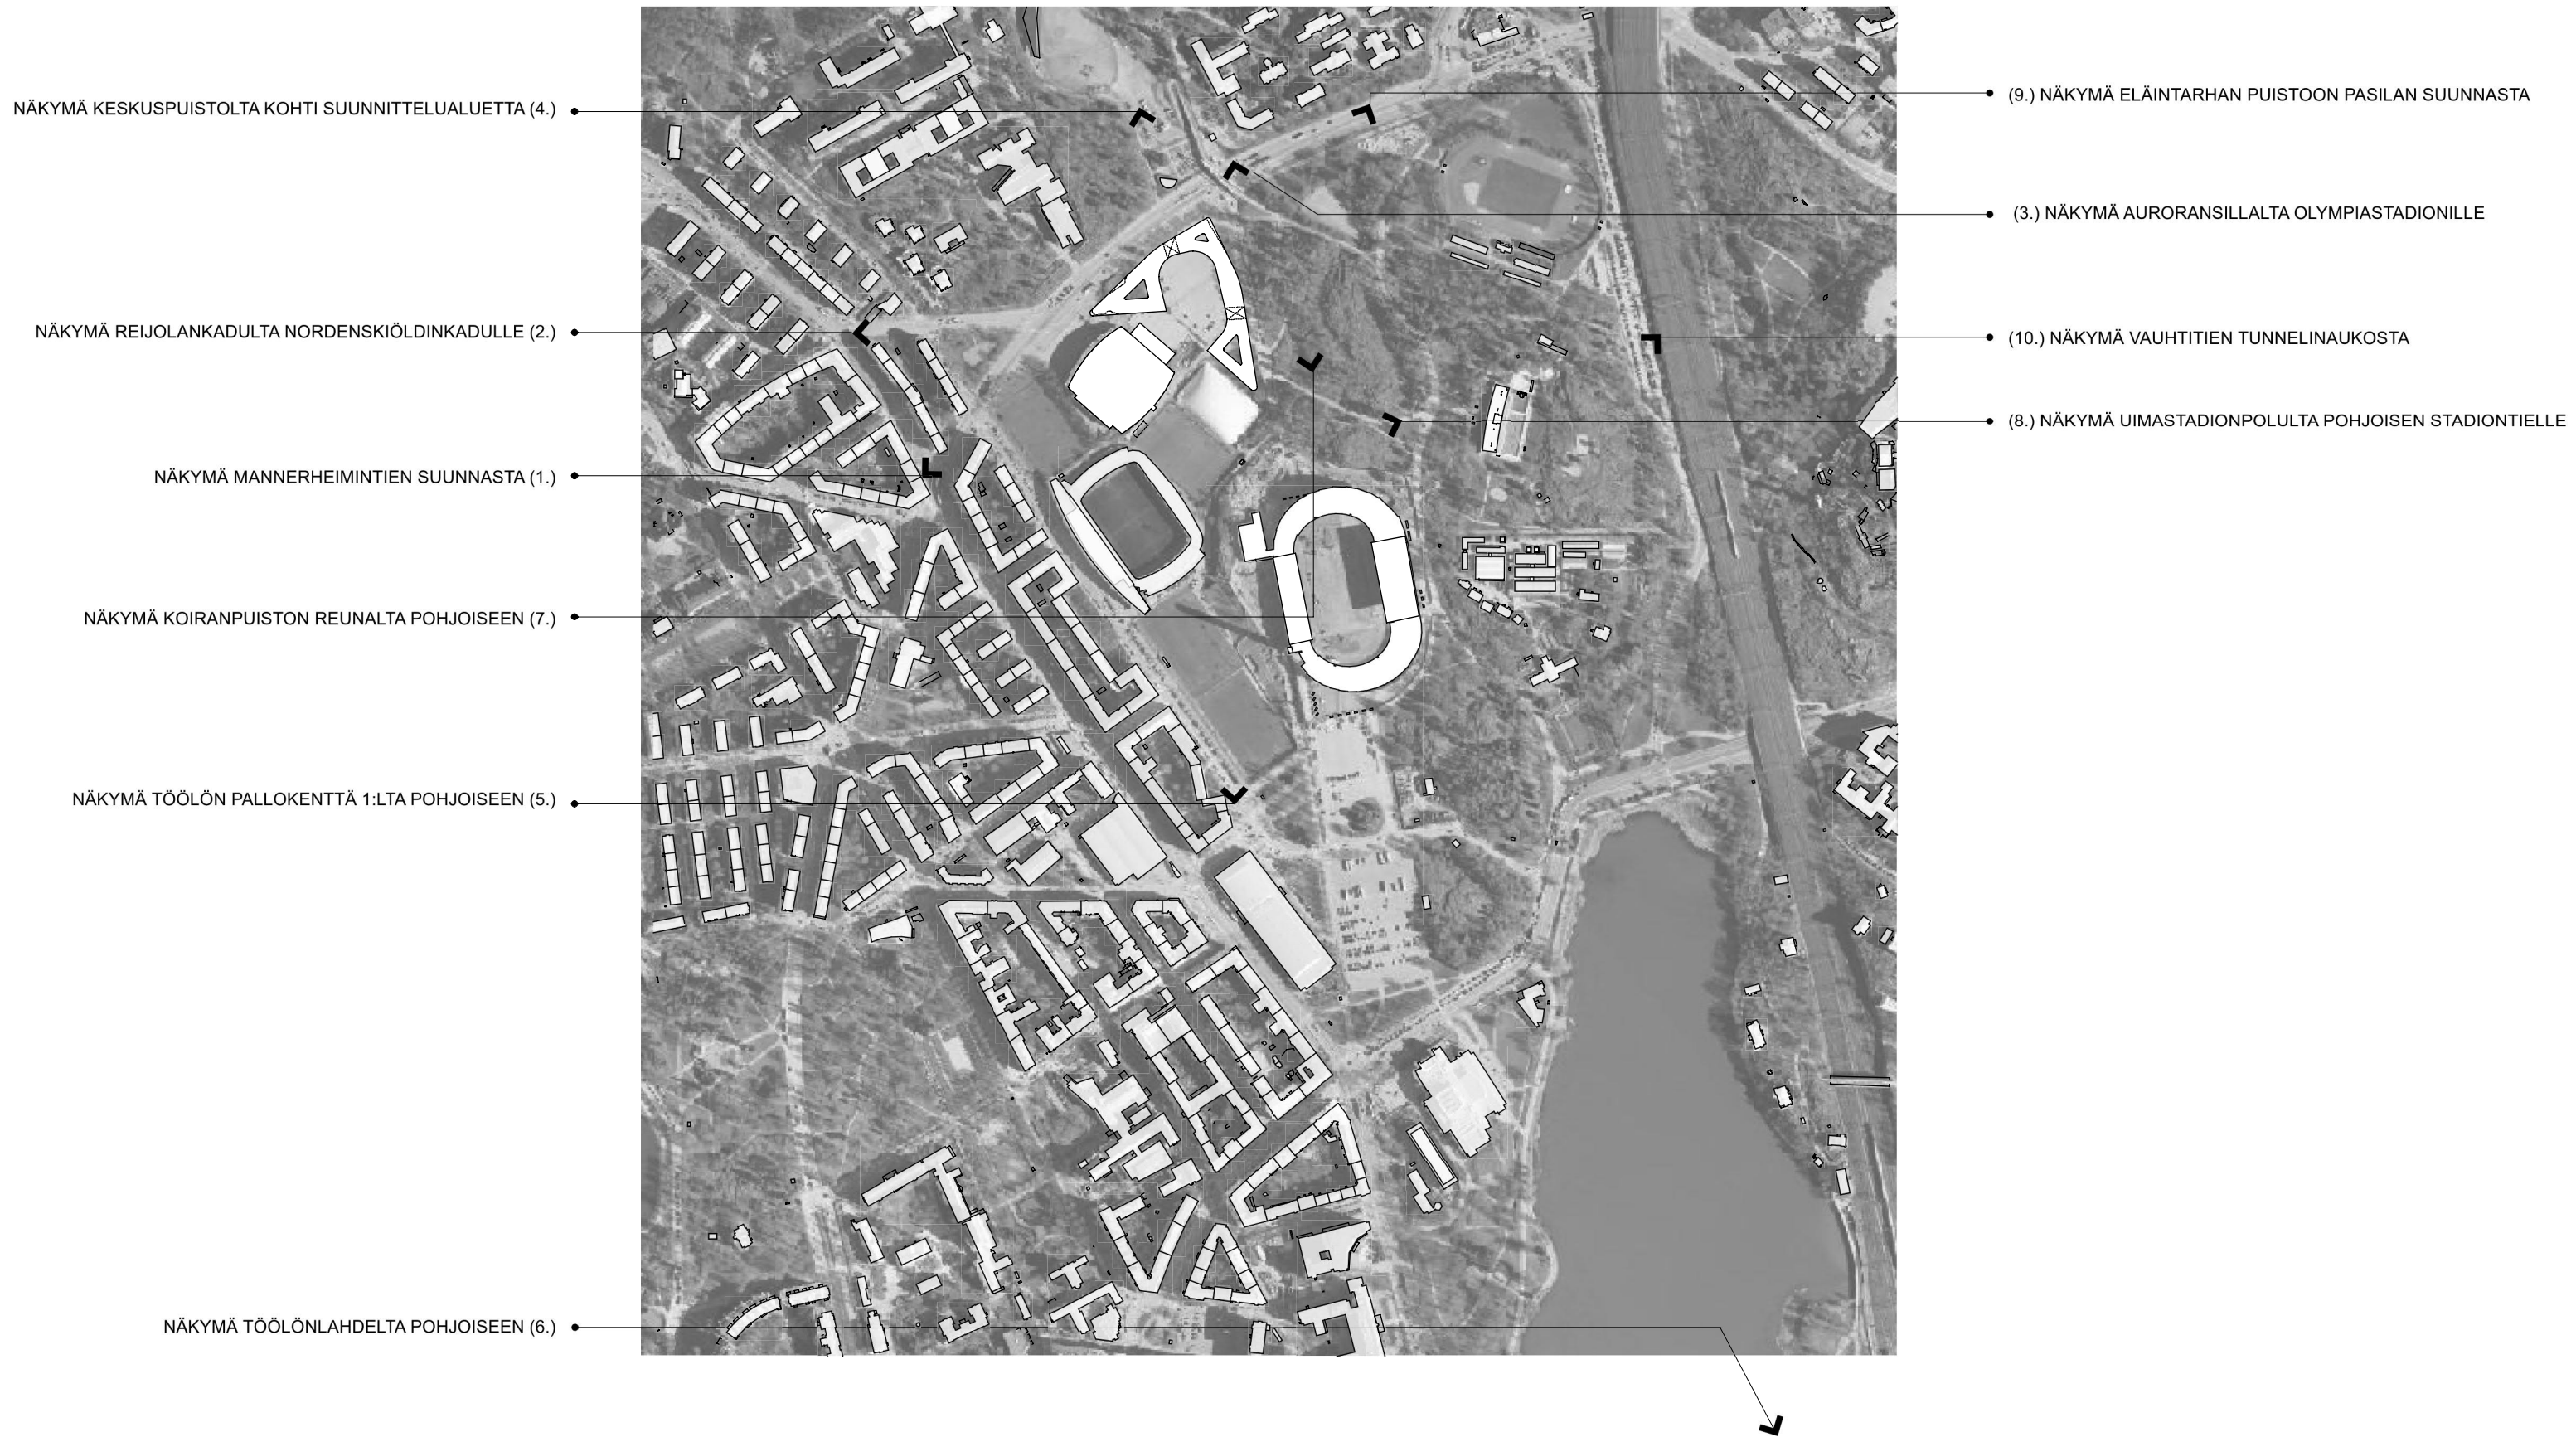 NÄKYMÄ KESKUSPUISTOLTA KOHTI SUUNNITTELUALUETTA (4.)
NÄKYMÄ REIJOLANKADULTA NORDENSKIÖLDINKADULLE (2.)
NÄKYMÄ MANNERHEIMINTIEN SUUNNASTA (1.)
NÄKYMÄ KOIRANPUISTON REUNALTA POHJOISEEN (7.)
NÄKYMÄ TÖÖLÖN PALLOKENTTÄ 1:LTA POHJOISEEN (5.)
NÄKYMÄ TÖÖLÖNLAHDELTA POHJOISEEN (6.)
(9.) NÄKYMÄ ELÄINTARHAN PUISTOON PASILAN SUUNNASTA
(3.) NÄKYMÄ AURORANSILLALTA OLYMPIASTADIONILLE
(10.) NÄKYMÄ VAUHTITIEN TUNNELINAUKOSTA
(8.) NÄKYMÄ UIMASTADIONPOLULTA POHJOISEN STADIONTIELLE